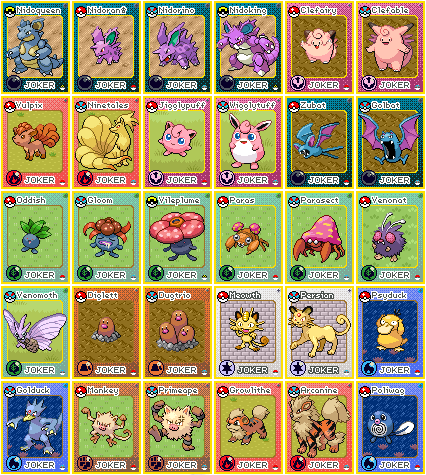 Nidoqueen Nidoran♂ Nidorino Nidoking Clefairy Clefable
JOKER JOKER JOKER JOKER JOKER JOKER
Vulpix Ninetales Jigglypuff Wigglytuff Zubat Golbat
JOKER JOKER JOKER JOKER JOKER JOKER
Oddish Gloom Vileplume Paras Parasect Venonat
JOKER JOKER JOKER JOKER JOKER JOKER
Venomoth Diglett Dugtrio Meowth Persian Psyduck
JOKER JOKER JOKER JOKER JOKER JOKER
Golduck Mankey Primeape Growlithe Arcanine Poliwag
JOKER JOKER JOKER JOKER JOKER JOKER